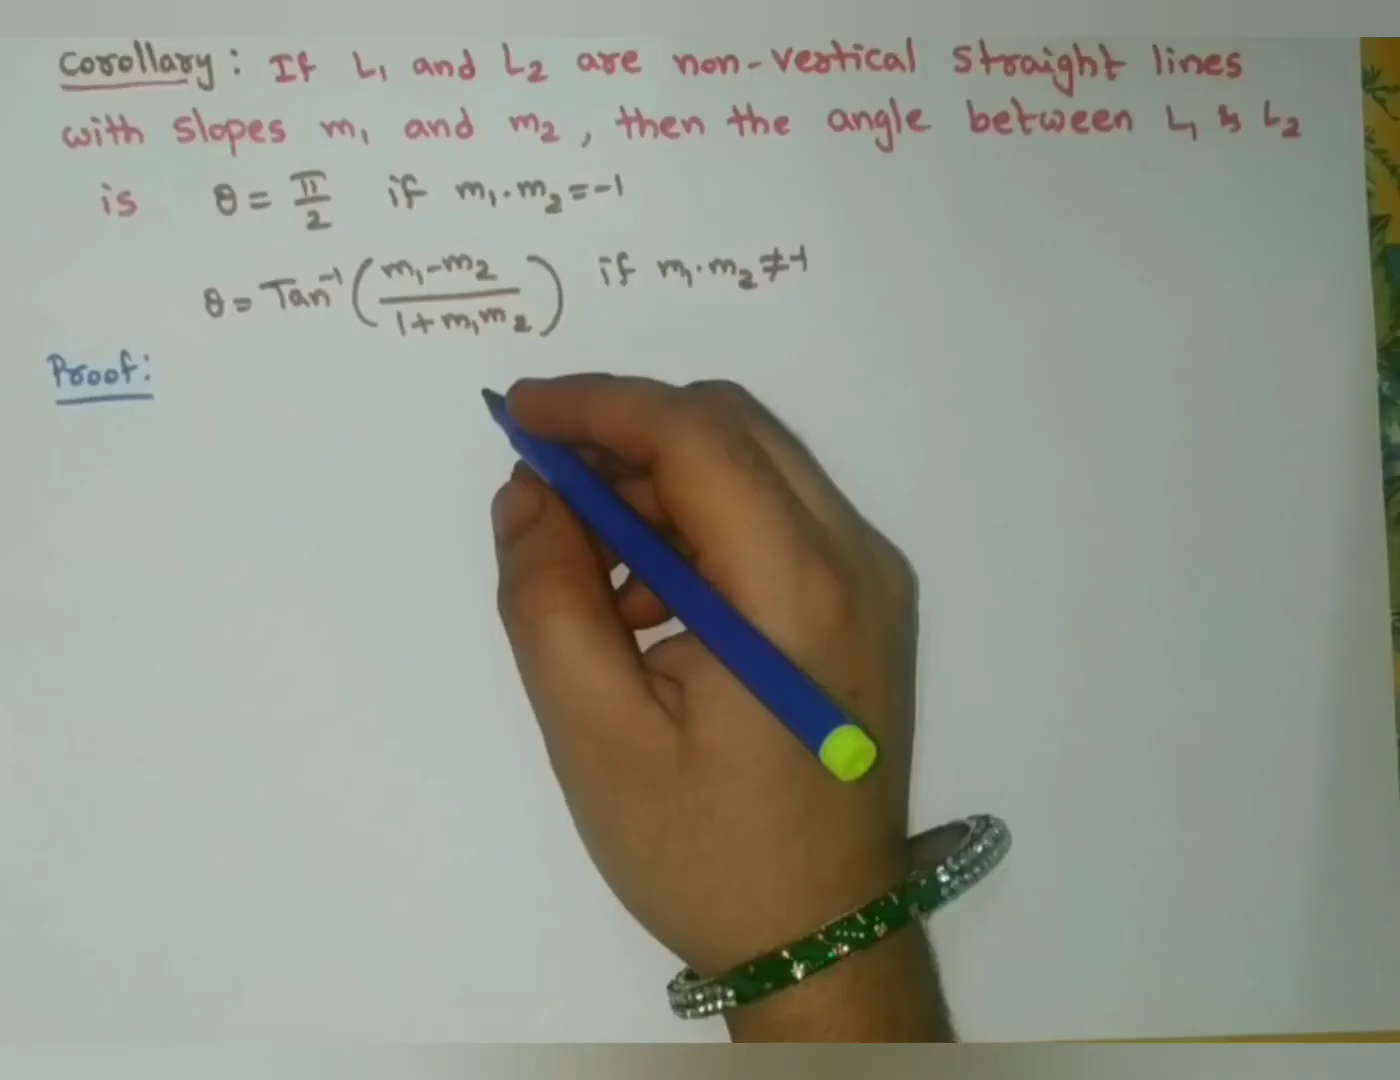 Corollary: If L₁ and L₂ are non-vertical straight lines
with slopes m₁ and m₂, then the angle between L₁ & L₂
is θ = π/2 if m₁·m₂ = -1
θ = Tan⁻¹((m₁-m₂)/(1+m₁m₂)) if m₁·m₂ ≠ -1
Proof: